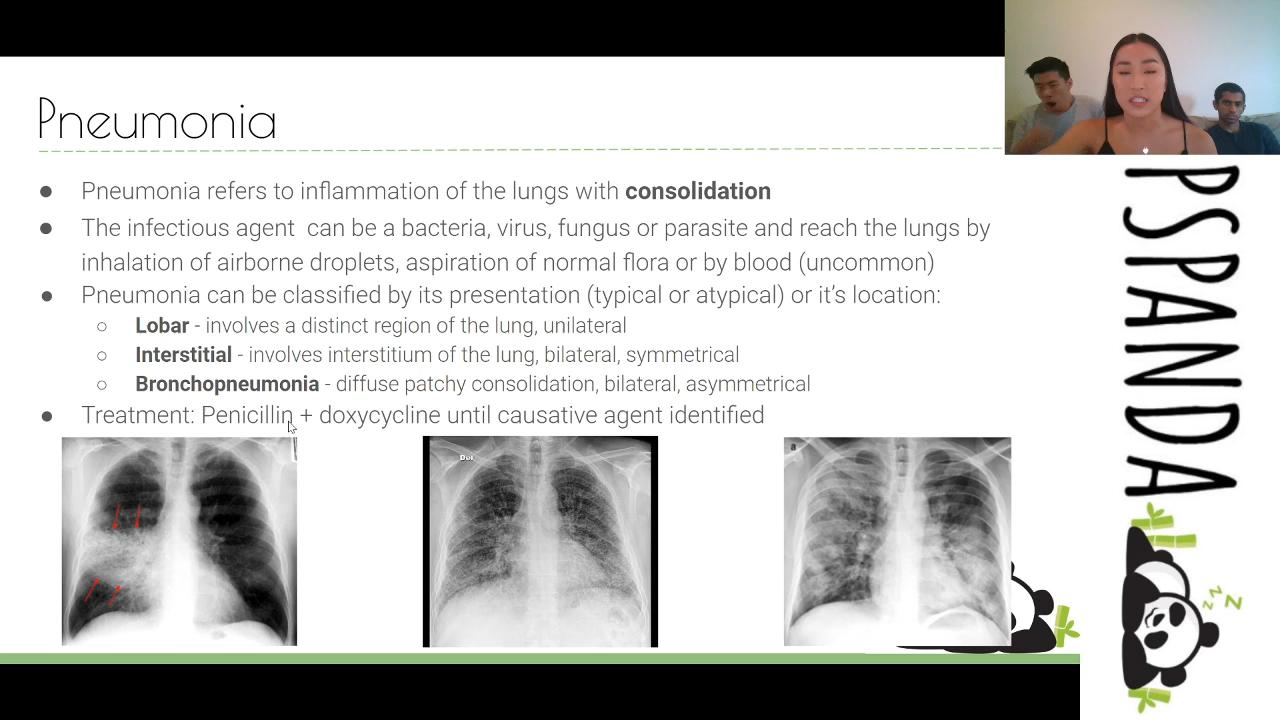 Pneumonia
● Pneumonia refers to inflammation of the lungs with consolidation
● The infectious agent can be a bacteria, virus, fungus or parasite and reach the lungs by
inhalation of airborne droplets, aspiration of normal flora or by blood (uncommon)
● Pneumonia can be classified by its presentation (typical or atypical) or it's location:
○ Lobar - involves a distinct region of the lung, unilateral
○ Interstitial - involves interstitium of the lung, bilateral, symmetrical
○ Bronchopneumonia - diffuse patchy consolidation, bilateral, asymmetrical
● Treatment: Penicillin + doxycycline until causative agent identified
a
PSPANDA
z z z Z